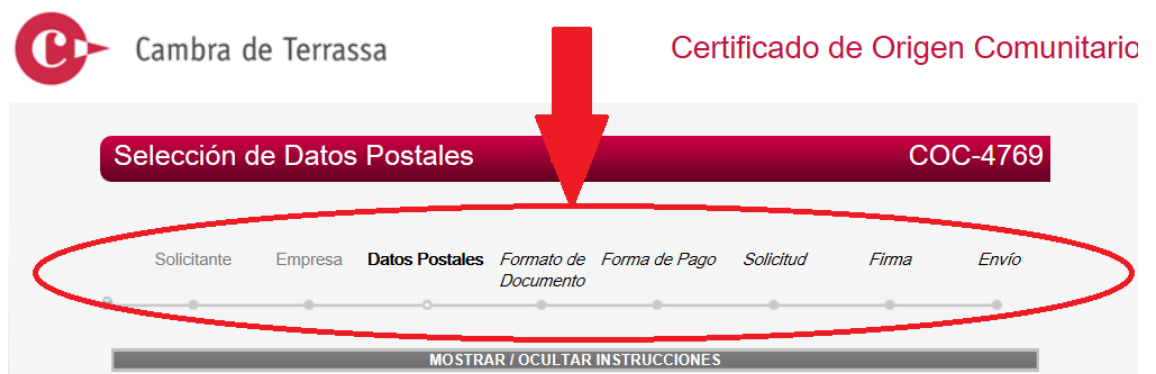 Cambra de Terrassa
Certificado de Origen Comunitario
Selección de Datos Postales COC-4769
Solicitante Empresa Datos Postales Formato de Documento Forma de Pago Solicitud Firma Envío
MOSTRAR / OCULTAR INSTRUCCIONES